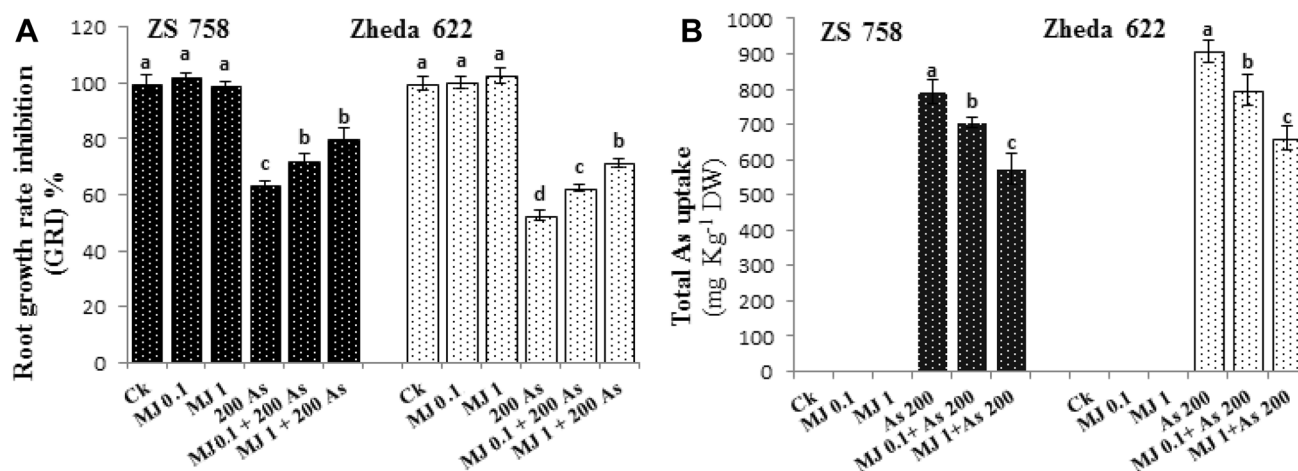 A
ZS 758
Zheda 622
Root growth rate inhibition
(GRI) %
120
100
80
60
40
20
0
a
a
a
c
b
b
a
a
a
d
c
b
Ck
MJ 0.1
MJ 1
200 As
MJ 0.1 + 200 As
MJ 1 + 200 As
Ck
MJ 0.1
MJ 1
200 As
MJ 0.1 + 200 As
MJ 1 + 200 As
B
ZS 758
Zheda 622
Total As uptake
(mg Kg⁻¹ DW)
1000
900
800
700
600
500
400
300
200
100
0
a
b
c
a
b
c
Ck
MJ 0.1
MJ 1
As 200
MJ 0.1+ As 200
MJ 1+As 200
Ck
MJ 0.1
MJ 1
As 200
MJ 0.1+ As 200
MJ 1+As 200